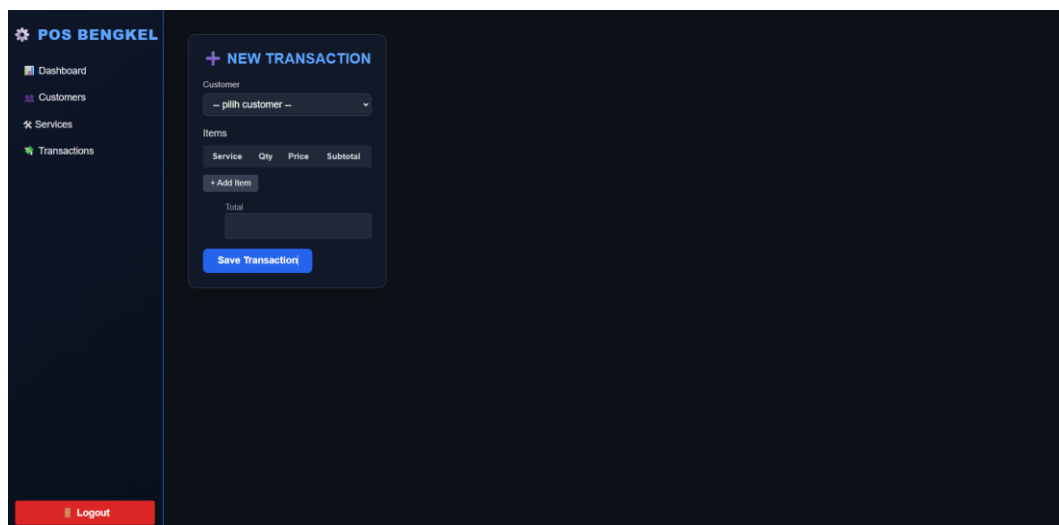 POS BENGKEL
Dashboard
Customers
Services
Transactions
Logout
NEW TRANSACTION
Customer
-- pilih customer --
Items
Service Qty Price Subtotal
+ Add Item
Total
Save Transaction